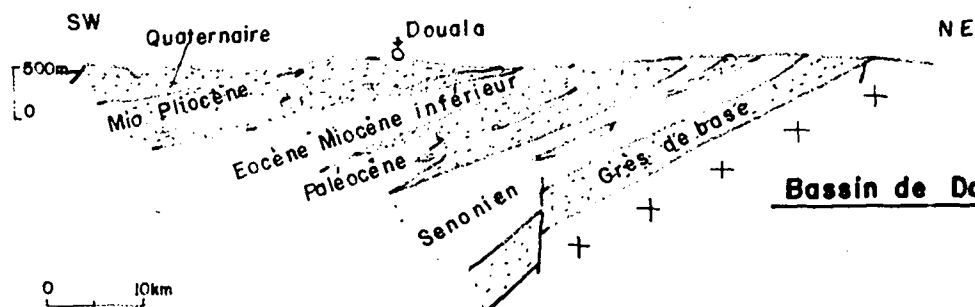 SW
NE
Quaternaire
Douala
500m
0
Mio Pliocène
Eocène Miocène inférieur
Paléocène
Grès de base
Senonien
Bassin de
0 10km